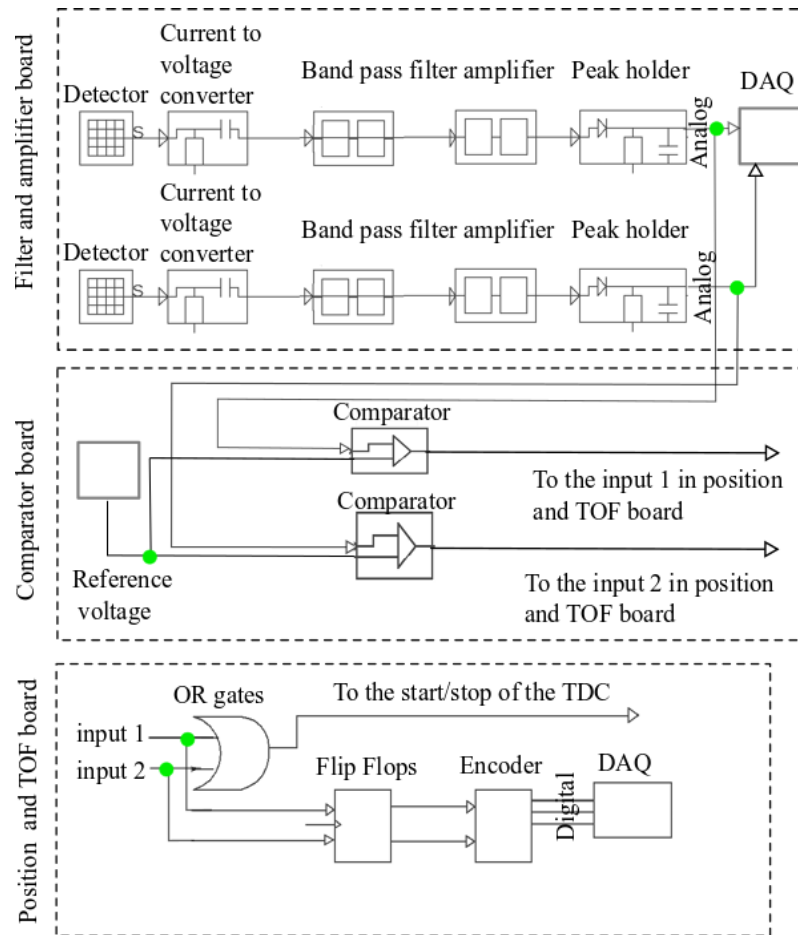 Filter and amplifier board
Current to
voltage
converter
Detector
S
Band pass filter amplifier
Peak holder
Analog
DAQ
Current to
voltage
converter
Detector
S
Band pass filter amplifier
Peak holder
Analog
Comparator board
Comparator
To the input 1 in position
and TOF board
Comparator
Reference
voltage
To the input 2 in position
and TOF board
Position and TOF board
OR gates
To the start/stop of the TDC
input 1
input 2
Flip Flops
Encoder
Digital
DAQ